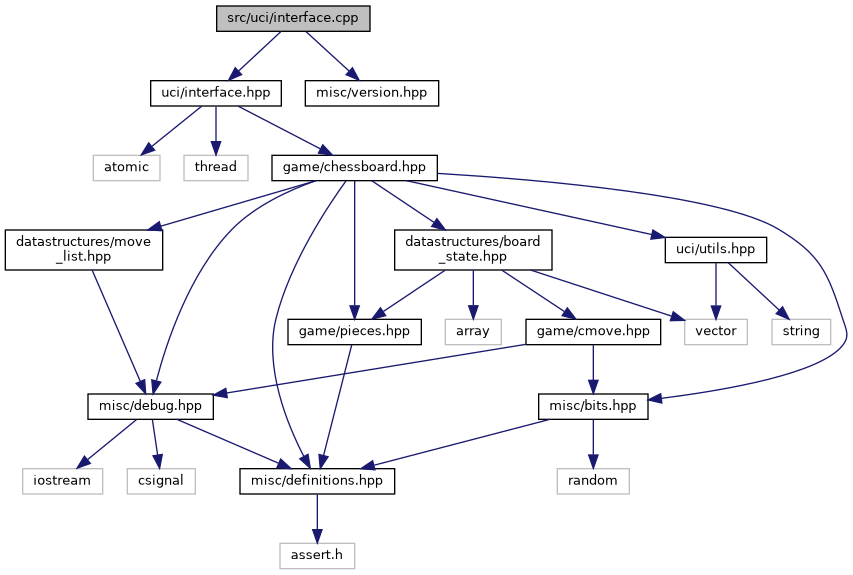 src/uci/interface.cpp
uci/interface.hpp
misc/version.hpp
atomic
thread
game/chessboard.hpp
datastructures/move
_list.hpp
datastructures/board
_state.hpp
uci/utils.hpp
game/pieces.hpp
array
game/cmove.hpp
vector
string
misc/debug.hpp
misc/bits.hpp
iostream
csignal
misc/definitions.hpp
random
assert.h